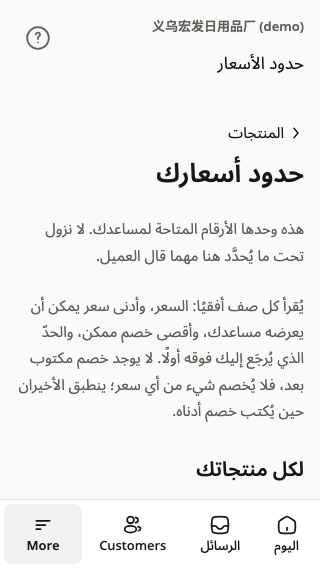 义乌宏发日用品厂 (demo)
حدود الأسعار
المنتجات
حدود أسعارك
هذه وحدها الأرقام المتاحة لمساعدك. لا نزول
تحت ما يُحدَّد هنا مهما قال العميل.
يُقرأ كل صف أفقيًا: السعر، وأدنى سعر يمكن أن
يعرضه مساعدك، وأقصى خصم ممكن، والحدّ
الذي يُرجَع إليك فوقه أولًا. لا يوجد خصم مكتوب
بعد، فلا يُخصم شيء من أي سعر؛ ينطبق الأخيران
حين يُكتب خصم أدناه.
لكل منتجاتك
اليوم
الرسائل
Customers
More